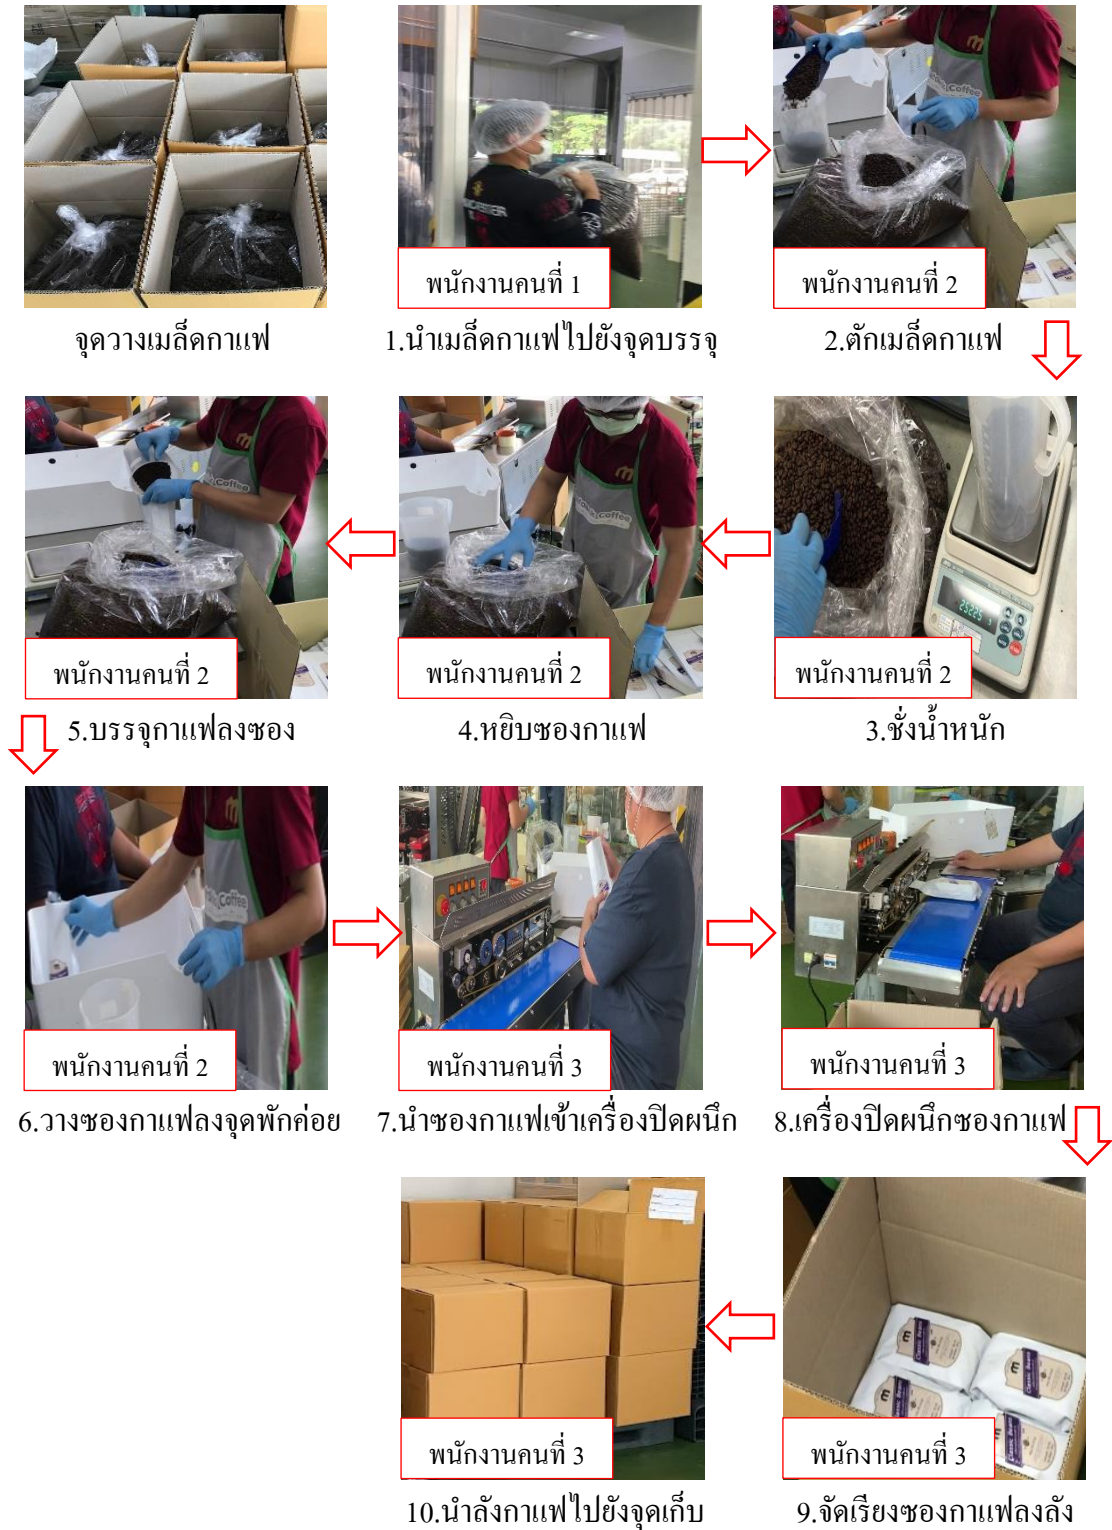 พนักงานคนที่ 1
พนักงานคนที่ 2
จุดวางเมล็ดกาแฟ
1.นำเมล็ดกาแฟไปยังจุดบรรจุ
2.ตักเมล็ดกาแฟ
พนักงานคนที่ 2
พนักงานคนที่ 2
พนักงานคนที่ 2
5.บรรจุกาแฟลงซอง
4.หยิบซองกาแฟ
3.ชั่งน้ำหนัก
พนักงานคนที่ 2
พนักงานคนที่ 3
พนักงานคนที่ 3
6.วางซองกาแฟลงจุดพักค่อย
7.นำซองกาแฟเข้าเครื่องปิดผนึก
8.เครื่องปิดผนึกซองกาแฟ
Classic Beans
Classic Beans
Classic Beans
Classic Beans
พนักงานคนที่ 3
พนักงานคนที่ 3
10.นำลังกาแฟไปยังจุดเก็บ
9.จัดเรียงซองกาแฟลงลัง